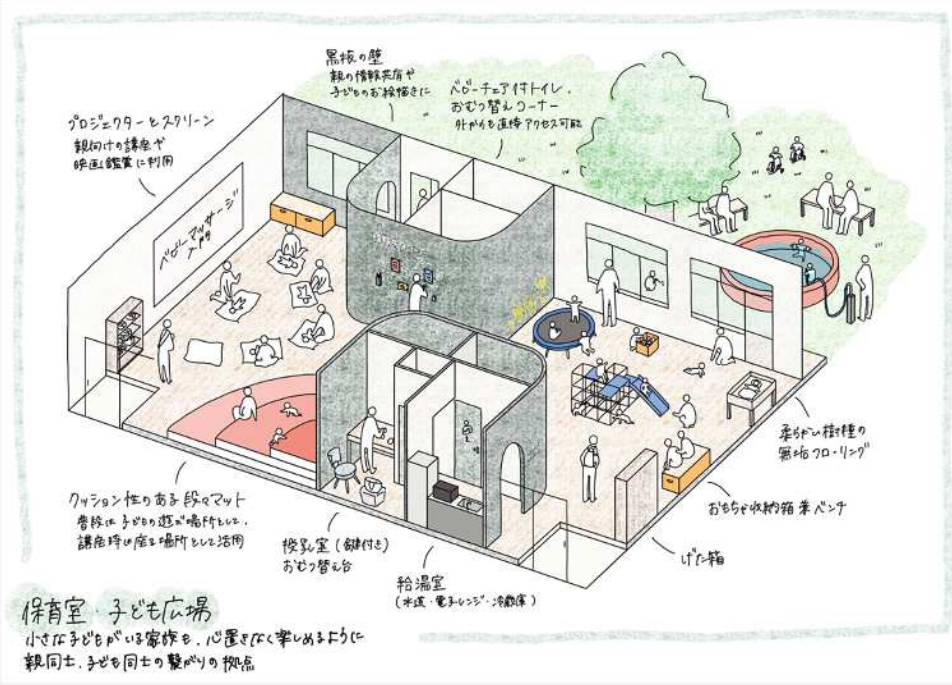 黒板の壁
親の情報共有や
子どものお絵描きに
ベビーチェア付トイレ、
おむつ替えコーナー
外からも直接アクセス可能
プロジェクターとスクリーン
親向けの講座や
映画鑑賞に利用
ベビーマッサージ
入門
柔らかい樹種の
無垢フローリング
おもちゃ収納箱兼ベンチ
げた箱
クッション性のある段々マット
普段は子どもの遊び場所として、
講座時は座る場所として活用
授乳室(鍵付き)
おむつ替え台
給湯室
(水道・電子レンジ・冷蔵庫)
保育室・子ども広場
小さな子どもがいる家族も、心置きなく楽しめるように
親同士、子ども同士の繋がりの拠点